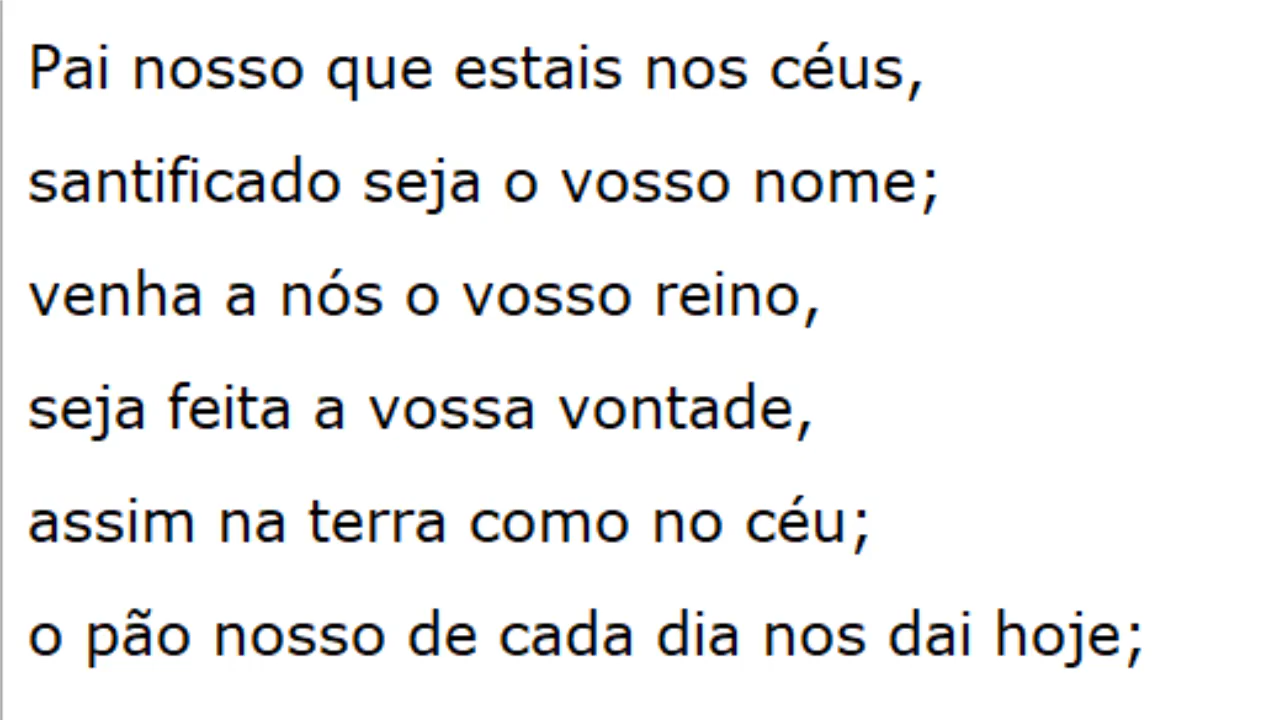 Pai nosso que estais nos céus,
santificado seja o vosso nome;
venha a nós o vosso reino,
seja feita a vossa vontade,
assim na terra como no céu;
o pão nosso de cada dia nos dai hoje;